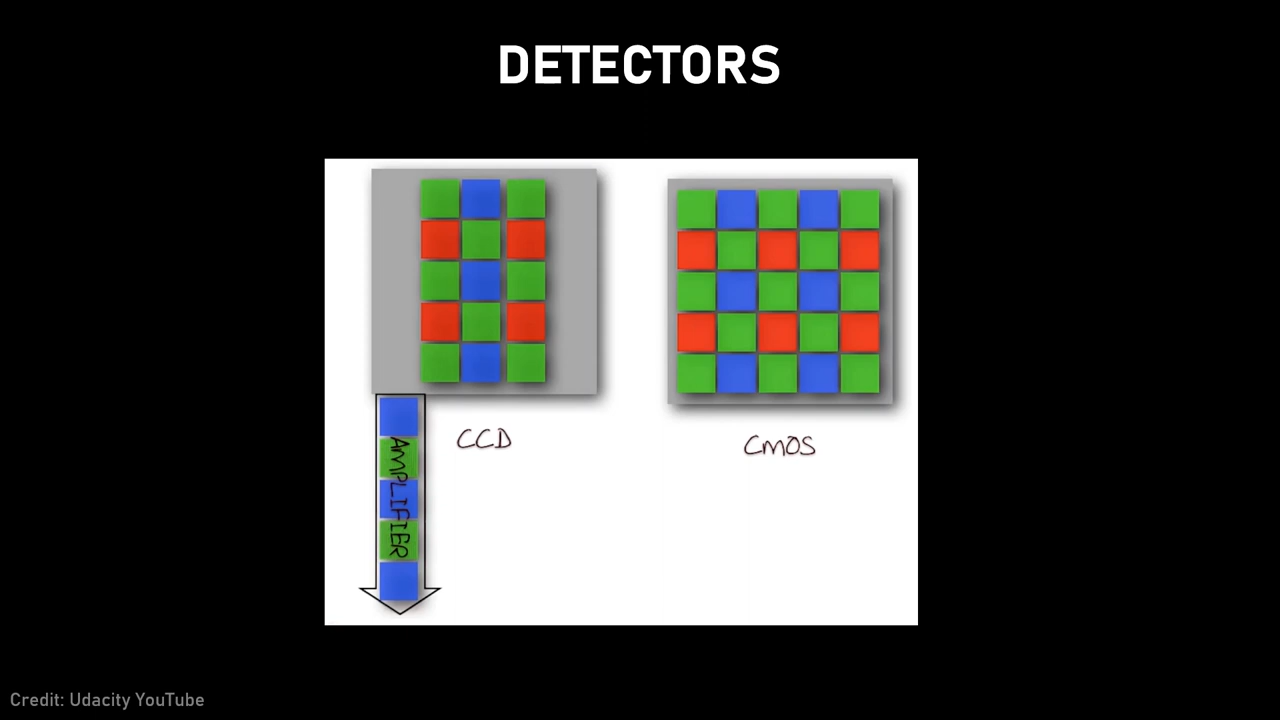 DETECTORS
CCD
CMOS
AMPLIFIER
Credit: Udacity YouTube